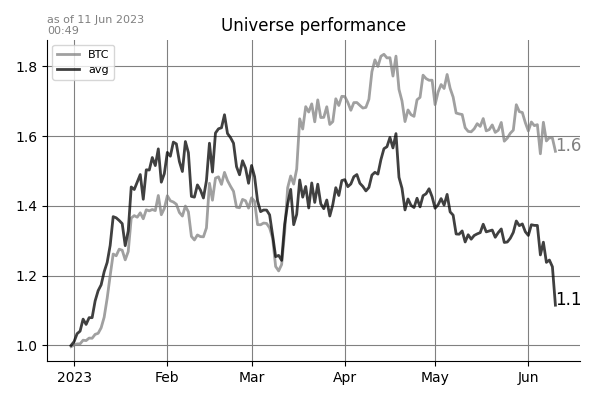 as of 11 Jun 2023
00:49
Universe performance
BTC
avg
1.8
1.6
1.4
1.2
1.0
1.6
1.1
2023 Feb Mar Apr May Jun